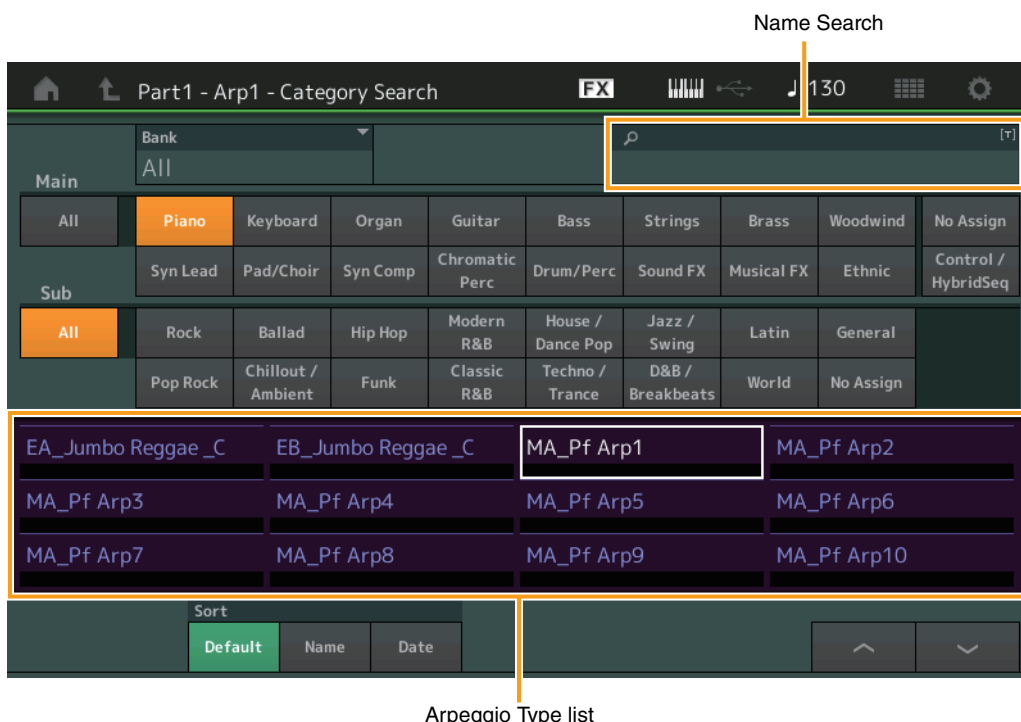 Name Search
Part1 - Arp1 - Category Search
FX
130
Bank
[T]
All
Main
All
Piano
Keyboard
Organ
Guitar
Bass
Strings
Brass
Woodwind
No Assign
Syn Lead
Pad/Choir
Syn Comp
Chromatic
Perc
Drum/Perc
Sound FX
Musical FX
Ethnic
Control /
HybridSeq
Sub
All
Rock
Ballad
Hip Hop
Modern
R&B
House /
Dance Pop
Jazz /
Swing
Latin
General
Pop Rock
Chillout /
Ambient
Funk
Classic
R&B
Techno /
Trance
D&B /
Breakbeats
World
No Assign
EA_Jumbo Reggae _C
EB_Jumbo Reggae _C
MA_Pf Arp1
MA_Pf Arp2
MA_Pf Arp3
MA_Pf Arp4
MA_Pf Arp5
MA_Pf Arp6
MA_Pf Arp7
MA_Pf Arp8
MA_Pf Arp9
MA_Pf Arp10
Sort
Default
Name
Date
Arpeggio Type list